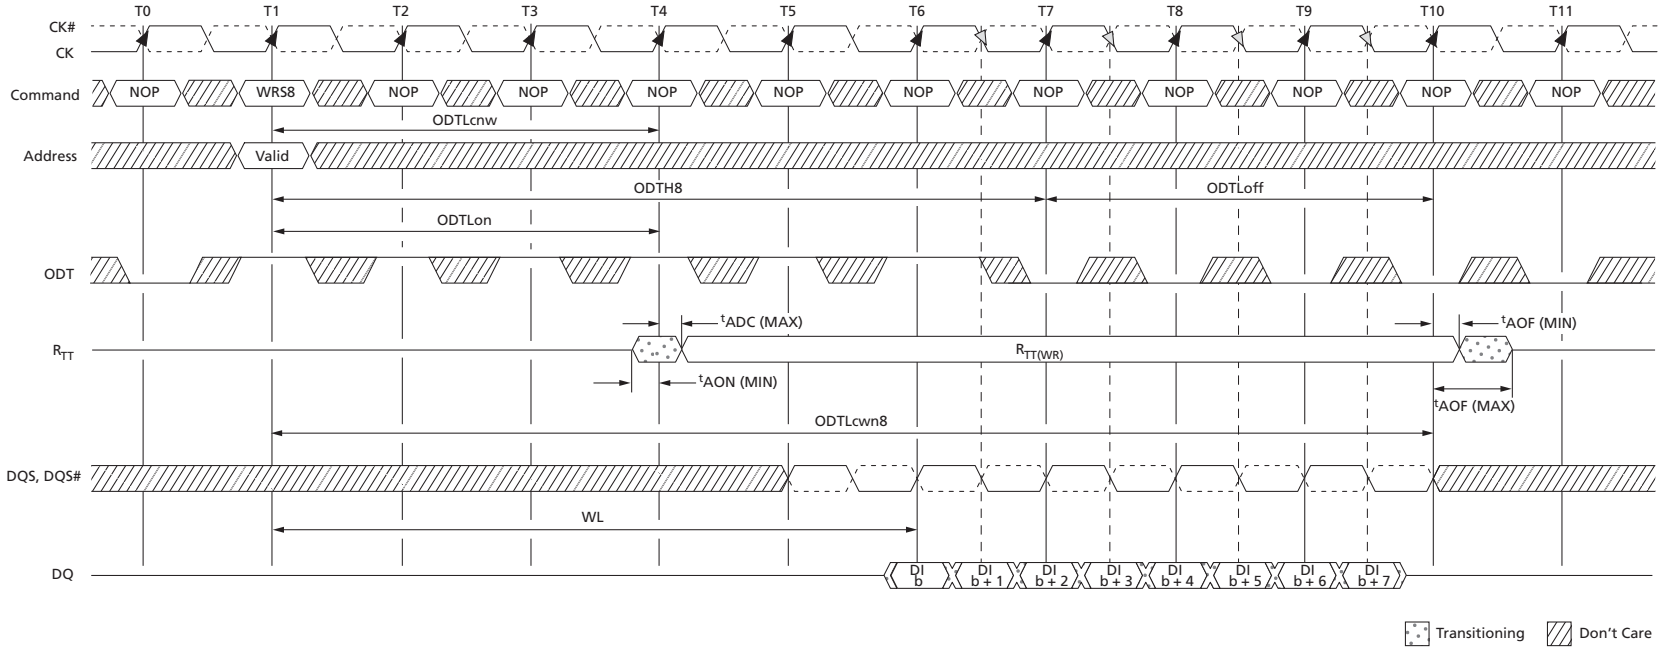 T0 T1 T2 T3 T4 T5 T6 T7 T8 T9 T10 T11
CK#
CK
Command NOP WRS8 NOP NOP NOP NOP NOP NOP NOP NOP NOP NOP
ODTLcnw
Address Valid
ODTH8 ODTLoff
ODTLon
ODT
tADC (MAX) tAOF (MIN)
RTT RTT(WR)
tAON (MIN)
tAOF (MAX)
ODTLcwn8
DQS, DQS#
WL
DQ
DI b DI b + 1 DI b + 2 DI b + 3 DI b + 4 DI b + 5 DI b + 6 DI b + 7
Transitioning Don't Care